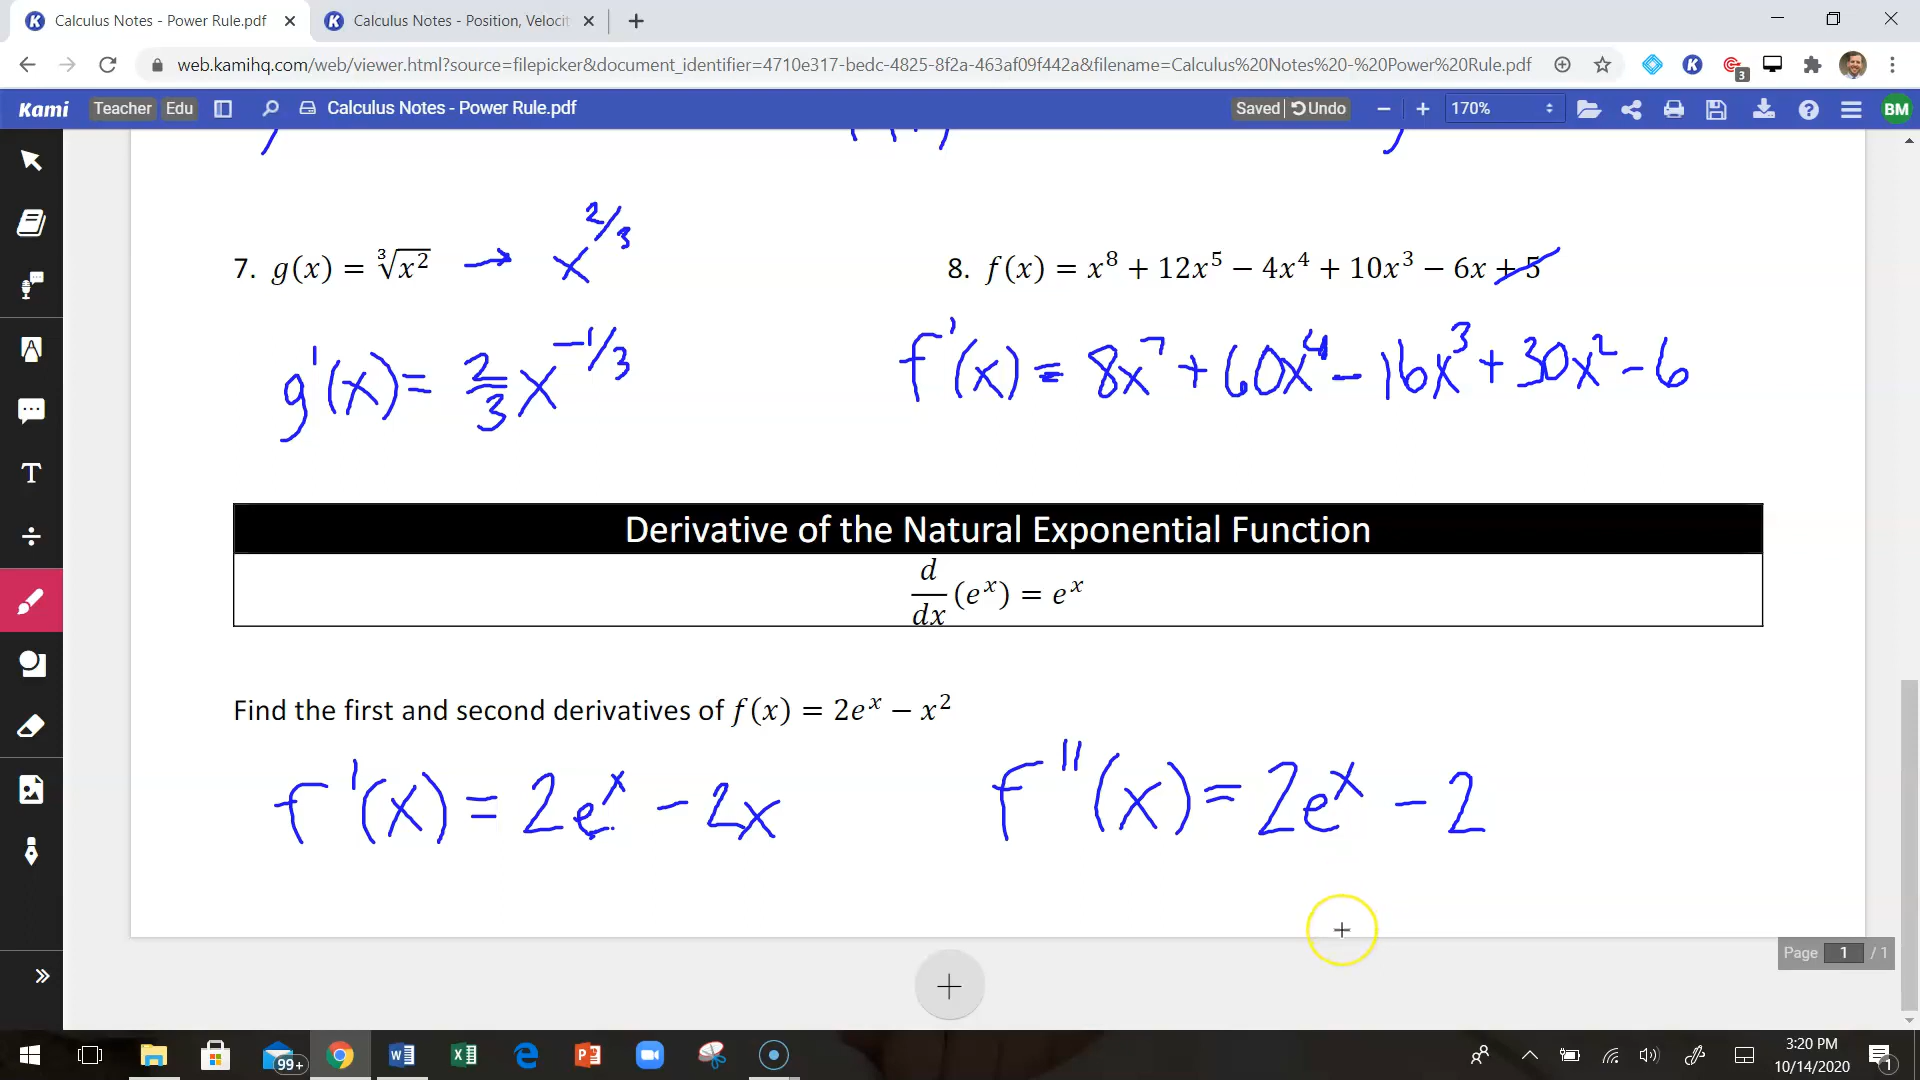 Calculus Notes - Power Rule.pdf
Calculus Notes - Position, Velocit
web.kamihq.com/web/viewer.html?source=filepicker&document_identifier=4710e317-bedc-4825-8f2a-463af09f442a&filename=Calculus%20Notes%20-%20Power%20Rule.pdf
3
Kami Teacher Edu Calculus Notes - Power Rule.pdf Saved Undo 170% BM
7. g(x) = ∛x² → x^2/3
8. f(x) = x⁸ + 12x⁵ − 4x⁴ + 10x³ − 6x + 5
g'(x) = 2/3 x^-1/3
f'(x) = 8x⁷ + 60x⁴ - 16x³ + 30x² - 6
Derivative of the Natural Exponential Function
d/dx (eˣ) = eˣ
Find the first and second derivatives of f(x) = 2eˣ − x²
f'(x) = 2eˣ - 2x
f''(x) = 2eˣ - 2
Page 1 / 1
99+
3:20 PM
10/14/2020
1